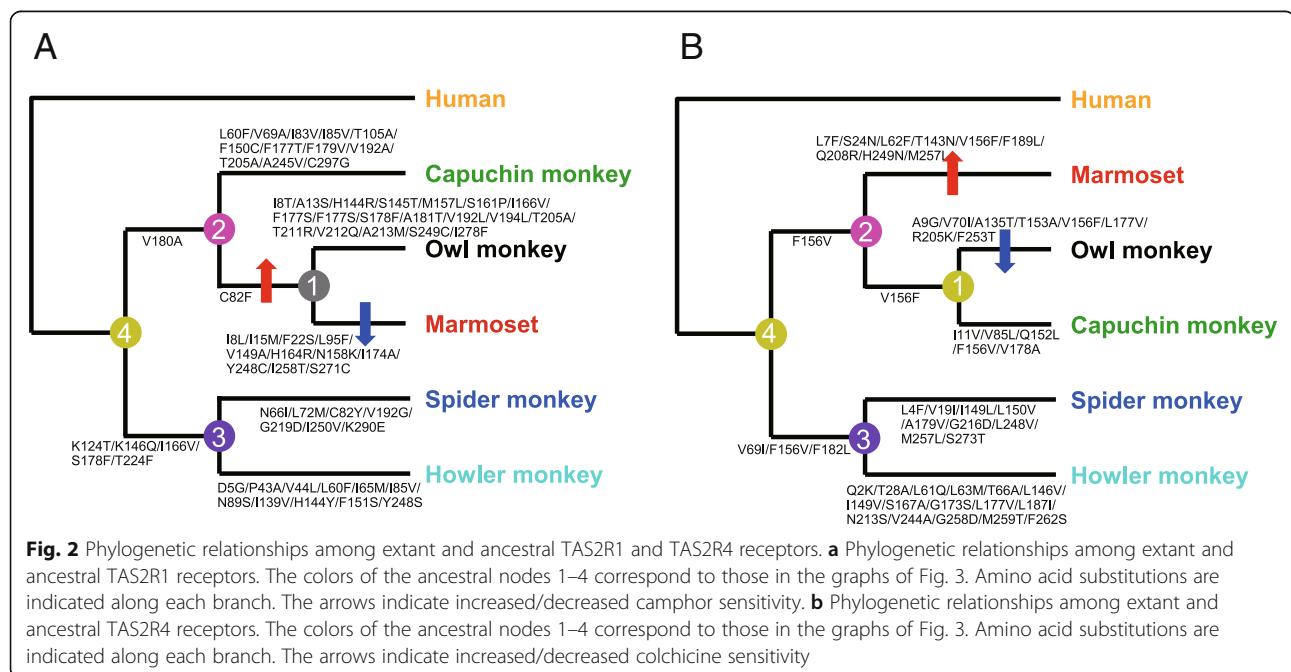 A
Human
L60F/V69A/I83V/I85V/T105A/
F150C/F177T/F179V/V192A/
T205A/A245V/C297G
Capuchin monkey
I8T/A13S/H144R/S145T/M157L/S161P/I166V/
F177S/F177S/S178F/A181T/V192L/V194L/T205A/
T211R/V212Q/A213M/S249C/I278F
2
V180A
Owl monkey
1
C82F
Marmoset
4
I8L/I15M/F22S/L95F/
V149A/H164R/N158K/I174A/
Y248C/I258T/S271C
Spider monkey
N66I/L72M/C82Y/V192G/
G219D/I250V/K290E
3
K124T/K146Q/I166V/
S178F/T224F
Howler monkey
D5G/P43A/V44L/L60F/I65M/I85V/
N89S/I139V/H144Y/F151S/Y248S
B
Human
L7F/S24N/L62F/T143N/V156F/F189L/
Q208R/H249N/M257L
Marmoset
A9G/V70I/A135T/T153A/V156F/L177V/
R205K/F253T
2
F156V
Owl monkey
1
V156F
Capuchin monkey
4
I11V/V85L/Q152L
/F156V/V178A
Spider monkey
L4F/V19I/I149L/L150V
/A179V/G216D/L248V/
M257L/S273T
3
V69I/F156V/F182L
Howler monkey
Q2K/T28A/L61Q/L63M/T66A/L146V/
I149V/S167A/G173S/L177V/L187I/
N213S/V244A/G258D/M259T/F262S
Fig. 2 Phylogenetic relationships among extant and ancestral TAS2R1 and TAS2R4 receptors. a Phylogenetic relationships among extant and
ancestral TAS2R1 receptors. The colors of the ancestral nodes 1–4 correspond to those in the graphs of Fig. 3. Amino acid substitutions are
indicated along each branch. The arrows indicate increased/decreased camphor sensitivity. b Phylogenetic relationships among extant and
ancestral TAS2R4 receptors. The colors of the ancestral nodes 1–4 correspond to those in the graphs of Fig. 3. Amino acid substitutions are
indicated along each branch. The arrows indicate increased/decreased colchicine sensitivity